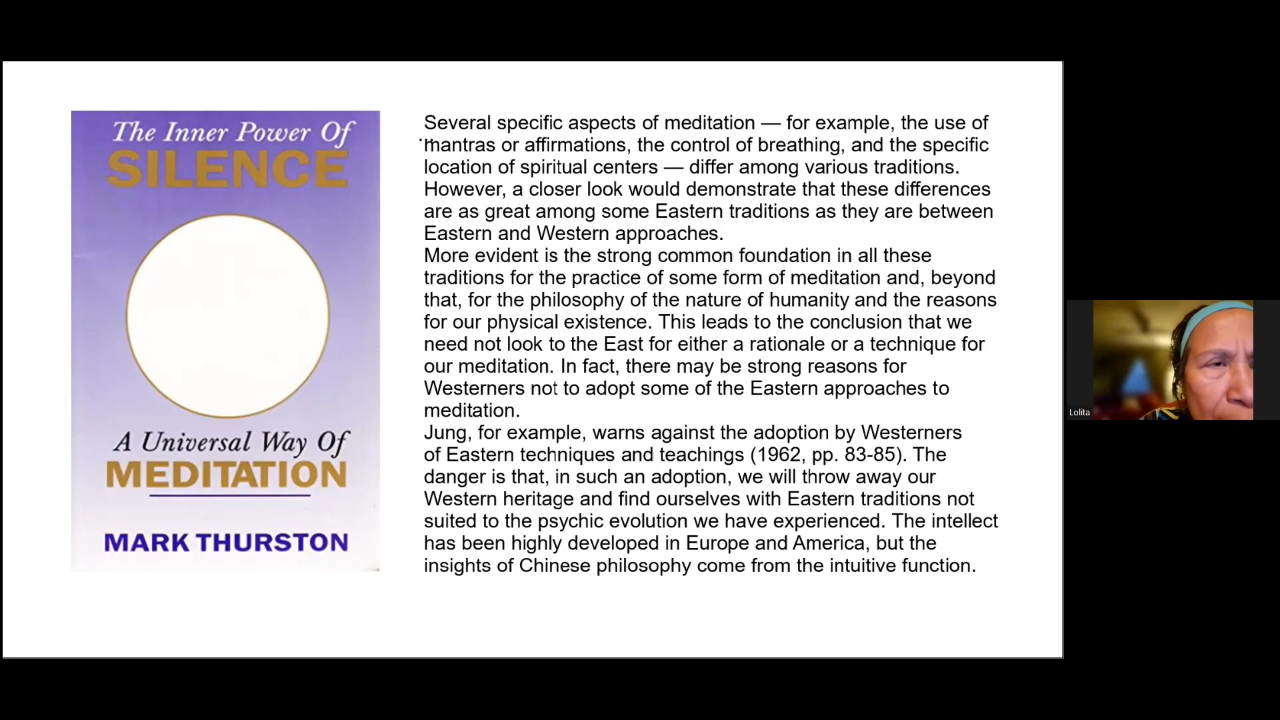 The Inner Power Of
SILENCE
A Universal Way Of
MEDITATION
MARK THURSTON
Several specific aspects of meditation — for example, the use of
mantras or affirmations, the control of breathing, and the specific
location of spiritual centers — differ among various traditions.
However, a closer look would demonstrate that these differences
are as great among some Eastern traditions as they are between
Eastern and Western approaches.
More evident is the strong common foundation in all these
traditions for the practice of some form of meditation and, beyond
that, for the philosophy of the nature of humanity and the reasons
for our physical existence. This leads to the conclusion that we
need not look to the East for either a rationale or a technique for
our meditation. In fact, there may be strong reasons for
Westerners not to adopt some of the Eastern approaches to
meditation.
Jung, for example, warns against the adoption by Westerners
of Eastern techniques and teachings (1962, pp. 83-85). The
danger is that, in such an adoption, we will throw away our
Western heritage and find ourselves with Eastern traditions not
suited to the psychic evolution we have experienced. The intellect
has been highly developed in Europe and America, but the
insights of Chinese philosophy come from the intuitive function.
Lolita